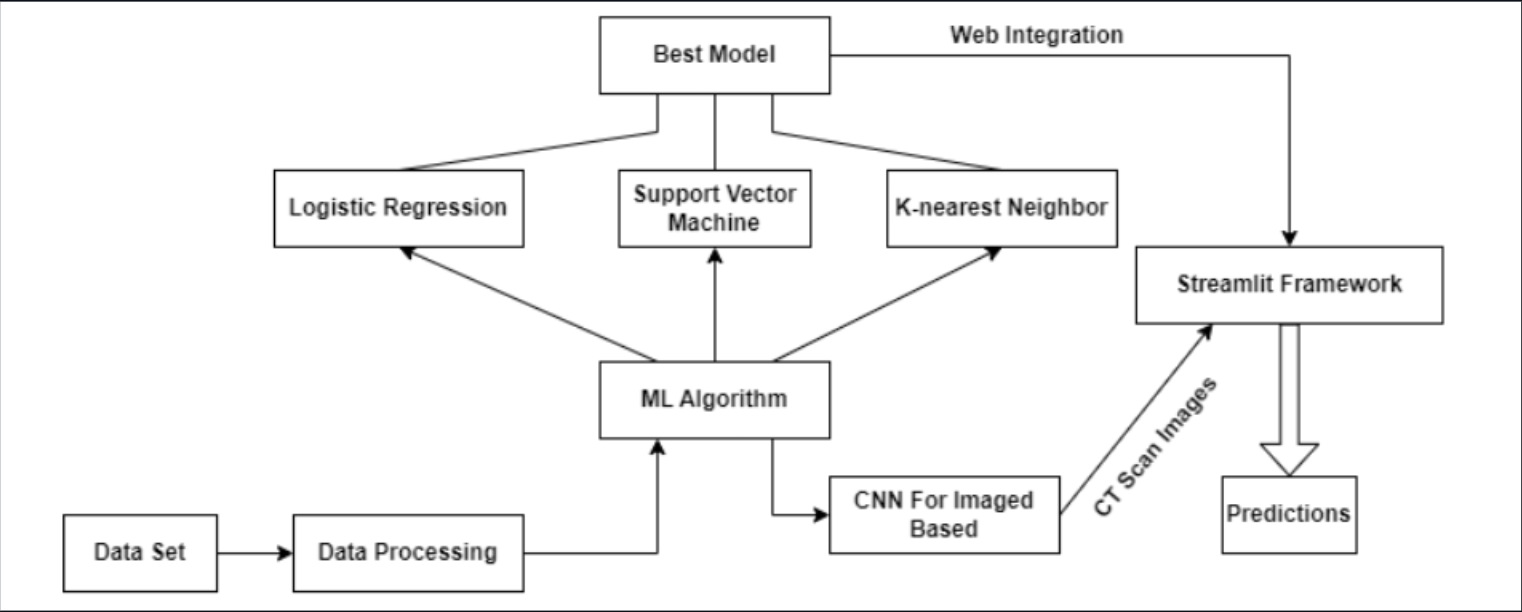 Best Model
Web Integration
Logistic Regression
Support Vector
Machine
K-nearest Neighbor
Streamlit Framework
ML Algorithm
CT Scan Images
CNN For Imaged
Based
Predictions
Data Set
Data Processing